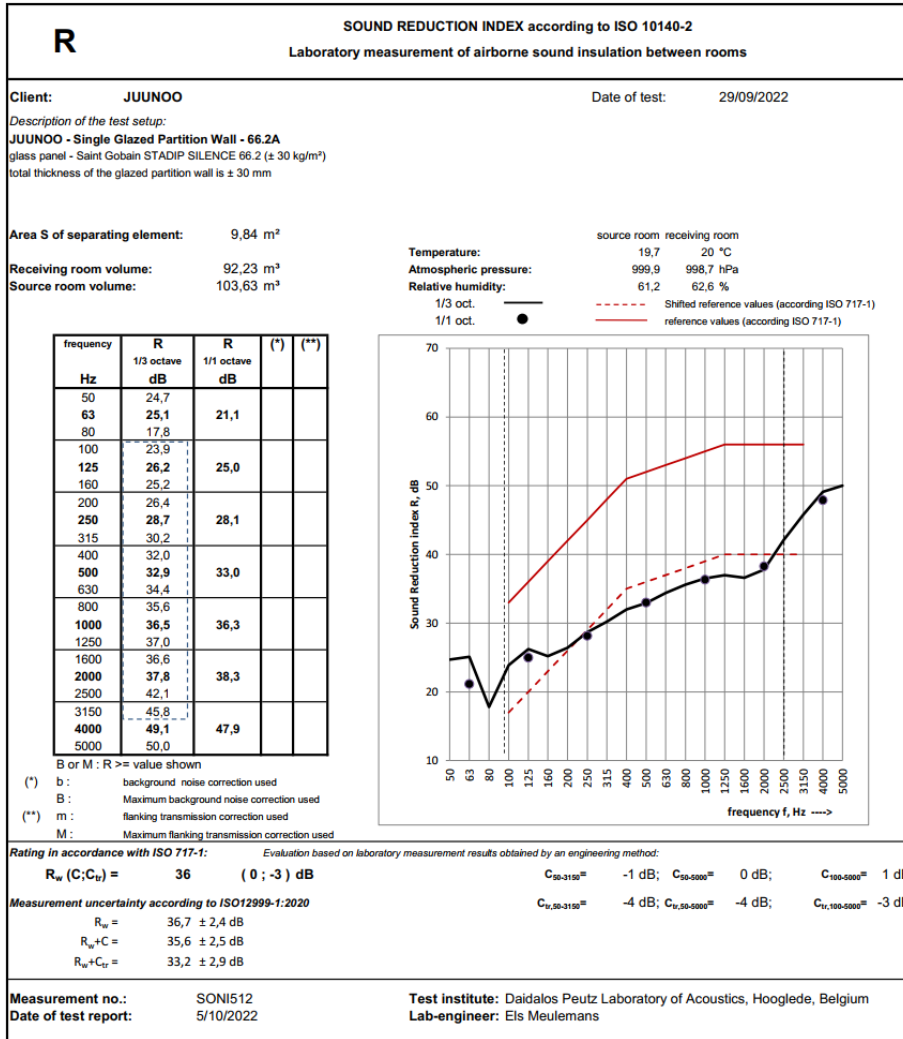 R
SOUND REDUCTION INDEX according to ISO 10140-2
Laboratory measurement of airborne sound insulation between rooms
Client: JUUNOO Date of test: 29/09/2022
Description of the test setup:
JUUNOO - Single Glazed Partition Wall - 66.2A
glass panel - Saint Gobain STADIP SILENCE 66.2 (± 30 kg/m²)
total thickness of the glazed partition wall is ± 30 mm
Area S of separating element: 9,84 m²
Receiving room volume: 92,23 m³
Source room volume: 103,63 m³
source room receiving room
Temperature: 19,7 20 °C
Atmospheric pressure: 999,9 998,7 hPa
Relative humidity: 61,2 62,6 %
1/3 oct. Shifted reference values (according ISO 717-1)
1/1 oct. reference values (according ISO 717-1)
frequency R R (*) (**)
1/3 octave 1/1 octave
Hz dB dB
50 24,7
63 25,1 21,1
80 17,8
100 23,9
125 26,2 25,0
160 25,2
200 26,4
250 28,7 28,1
315 30,2
400 32,0
500 32,9 33,0
630 34,4
800 35,6
1000 36,5 36,3
1250 37,0
1600 36,6
2000 37,8 38,3
2500 42,1
3150 45,8
4000 49,1 47,9
5000 50,0
B or M : R >= value shown
(*) b : background noise correction used
B : Maximum background noise correction used
(**) m : flanking transmission correction used
M : Maximum flanking transmission correction used
Sound Reduction index R, dB
70
60
50
40
30
20
10
50 63 80 100 125 160 200 250 315 400 500 630 800 1000 1250 1600 2000 2500 3150 4000 5000
frequency f, Hz ---->
Rating in accordance with ISO 717-1: Evaluation based on laboratory measurement results obtained by an engineering method:
Rw (C;Ctr) = 36 ( 0 ; -3 ) dB C50-3150= -1 dB; C50-5000= 0 dB; C100-5000= 1 dB
Measurement uncertainty according to ISO12999-1:2020 Ctr,50-3150= -4 dB; Ctr,50-5000= -4 dB; Ctr,100-5000= -3 dB
Rw = 36,7 ± 2,4 dB
Rw+C = 35,6 ± 2,5 dB
Rw+Ctr = 33,2 ± 2,9 dB
Measurement no.: SONI512 Test institute: Daidalos Peutz Laboratory of Acoustics, Hooglede, Belgium
Date of test report: 5/10/2022 Lab-engineer: Els Meulemans